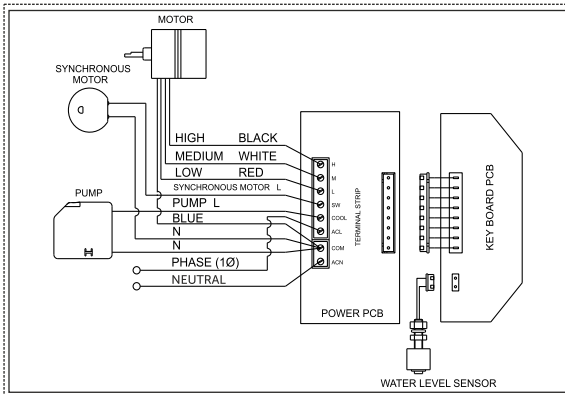 MOTOR
SYNCHRONOUS
MOTOR
HIGH BLACK
MEDIUM WHITE
LOW RED
SYNCHRONOUS MOTOR L
PUMP
PUMP L
BLUE
N
N
PHASE (1Ø)
NEUTRAL
H
M
L
SW
COOL
ACL
COM
ACN
TERMINAL STRIP
POWER PCB
KEY BOARD PCB
WATER LEVEL SENSOR